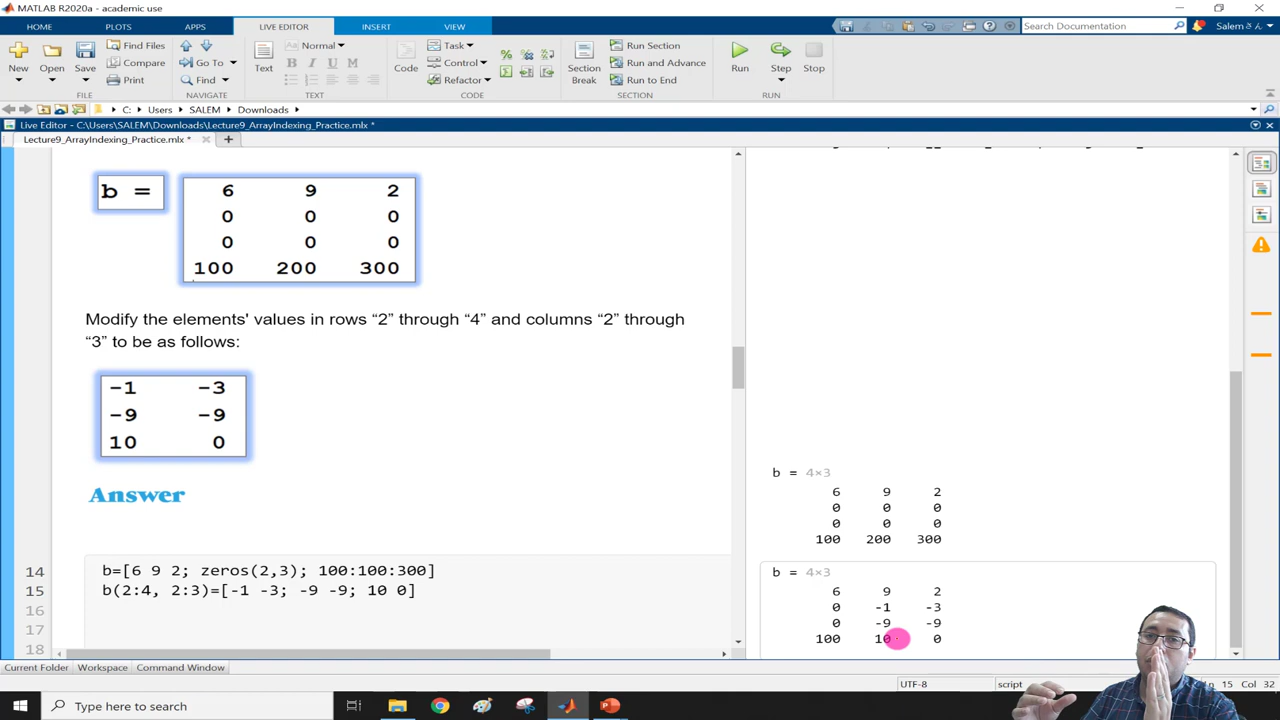 MATLAB R2020a - academic use
HOME PLOTS APPS LIVE EDITOR INSERT VIEW
Search Documentation
Salemさん
New Open Save
Find Files
Compare
Print
FILE
Go To
Find
NAVIGATE
Text
Normal
B I U M
TEXT
Code
Task
Control
Refactor
CODE
Section Break
Run Section
Run and Advance
Run to End
SECTION
Run Step Stop
RUN
C: Users SALEM Downloads
Live Editor - C:\Users\SALEM\Downloads\Lecture9_ArrayIndexing_Practice.mlx *
Lecture9_ArrayIndexing_Practice.mlx *
b =
6 9 2
0 0 0
0 0 0
100 200 300
Modify the elements' values in rows “2” through “4” and columns “2” through
“3” to be as follows:
-1 -3
-9 -9
10 0
Answer
14 b=[6 9 2; zeros(2,3); 100:100:300]
15 b(2:4, 2:3)=[-1 -3; -9 -9; 10 0]
16
17
18
b = 4×3
6 9 2
0 0 0
0 0 0
100 200 300
b = 4×3
6 9 2
0 -1 -3
0 -9 -9
100 10 0
Current Folder Workspace Command Window
UTF-8 script Ln 15 Col 32
Type here to search